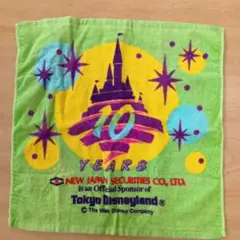 10
YEARS
NEW JAPAN SECURITIES CO., LTD.
is an Official Sponsor of
Tokyo Disneyland ®
© The Walt Disney Company